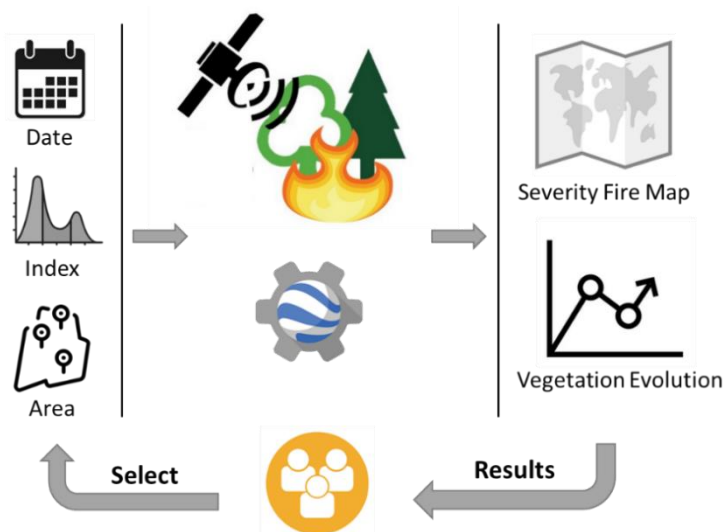 Date
Index
Area
Severity Fire Map
Vegetation Evolution
Select
Results